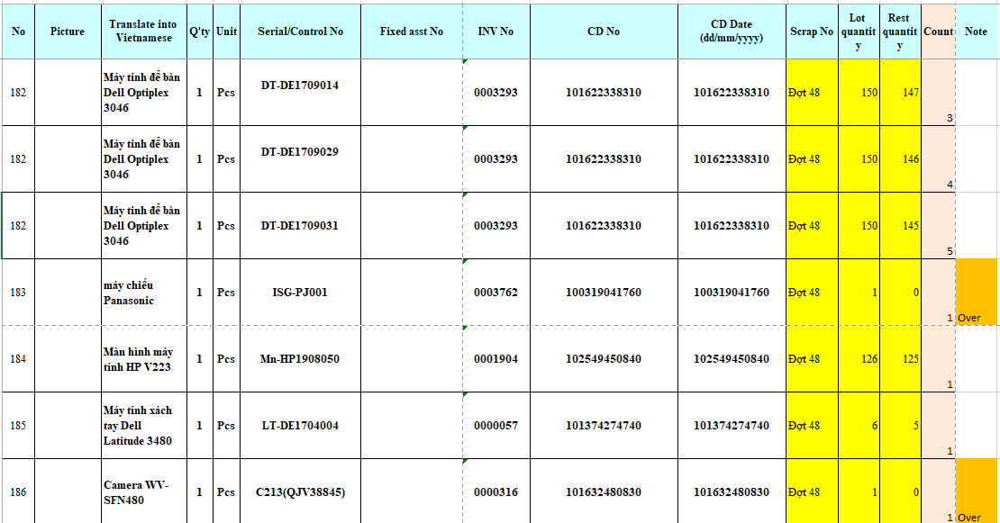 No Picture Translate into Vietnamese Q'ty Unit Serial/Control No Fixed asst No INV No CD No CD Date (dd/mm/yyyy) Scrap No Lot quantity Rest quantity Count Note
182 Máy tính để bàn Dell Optiplex 3046 1 Pcs DT-DE1709014 0003293 101622338310 101622338310 Đợt 48 150 147 3
182 Máy tính để bàn Dell Optiplex 3046 1 Pcs DT-DE1709029 0003293 101622338310 101622338310 Đợt 48 150 146 4
182 Máy tính để bàn Dell Optiplex 3046 1 Pcs DT-DE1709031 0003293 101622338310 101622338310 Đợt 48 150 145 5
183 máy chiếu Panasonic 1 Pcs ISG-PJ001 0003762 100319041760 100319041760 Đợt 48 1 0 1 Over
184 Màn hình máy tính HP V223 1 Pcs Mn-HP1908050 0001904 102549450840 102549450840 Đợt 48 126 125 1
185 Máy tính xách tay Dell Latitude 3480 1 Pcs LT-DE1704004 0000057 101374274740 101374274740 Đợt 48 6 5 1
186 Camera WV-SFN480 1 Pcs C213(QJV38845) 0000316 101632480830 101632480830 Đợt 48 1 0 1 Over